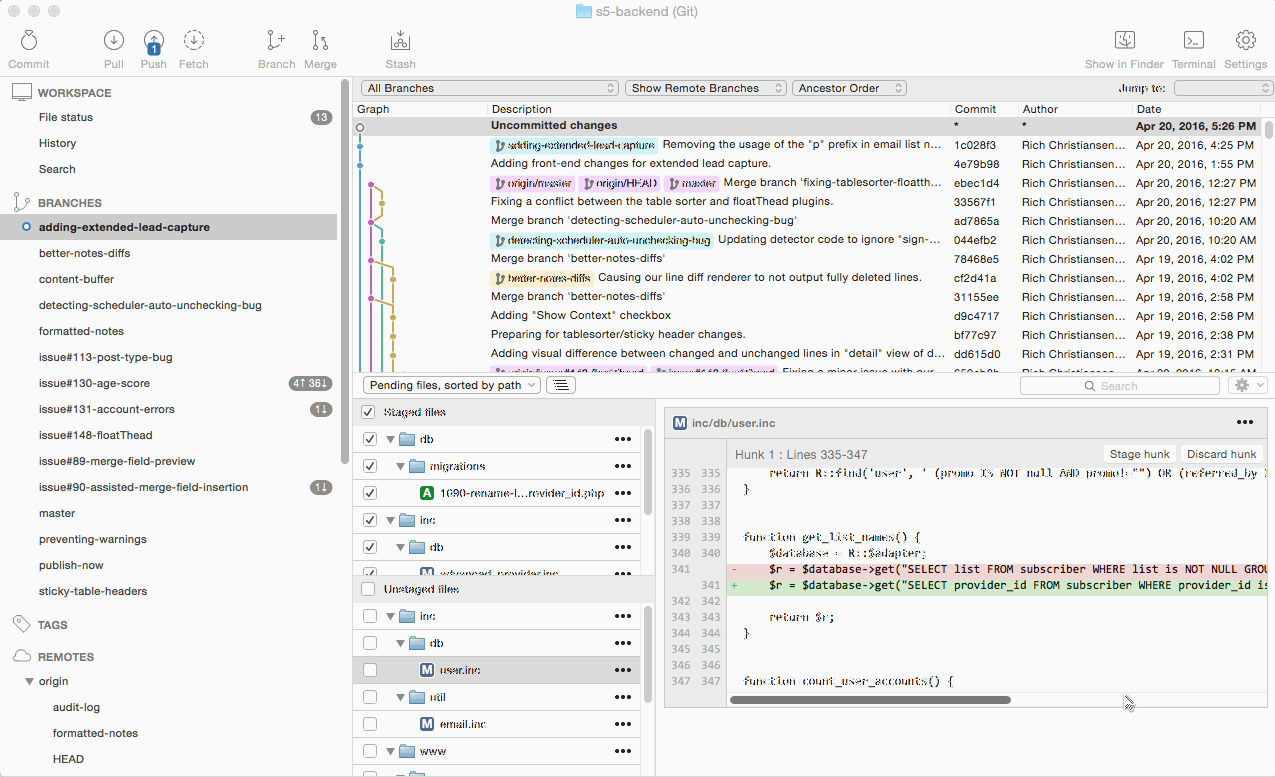 s5-backend (Git)
Commit Pull Push 1 Fetch Branch Merge Stash Show in Finder Terminal Settings
WORKSPACE
File status 13
History
Search
BRANCHES
adding-extended-lead-capture
better-notes-diffs
content-buffer
detecting-scheduler-auto-unchecking-bug
formatted-notes
issue#113-post-type-bug
issue#130-age-score 4↑ 36↓
issue#131-account-errors 1↓
issue#148-floatThead
issue#89-merge-field-preview
issue#90-assisted-merge-field-insertion 1↓
master
preventing-warnings
publish-now
sticky-table-headers
TAGS
REMOTES
origin
audit-log
formatted-notes
HEAD
All Branches Show Remote Branches Ancestor Order Jump to:
Graph Description Commit Author Date
Uncommitted changes * * Apr 20, 2016, 5:26 PM
adding-extended-lead-capture Removing the usage of the "p" prefix in email list n... 1c028f3 Rich Christiansen... Apr 20, 2016, 4:25 PM
Adding front-end changes for extended lead capture. 4e79b98 Rich Christiansen... Apr 20, 2016, 1:55 PM
origin/master origin/HEAD master Merge branch 'fixing-tablesorter-floatth... ebec1d4 Rich Christiansen... Apr 20, 2016, 12:27 PM
Fixing a conflict between the table sorter and floatThead plugins. 33567f1 Rich Christiansen... Apr 20, 2016, 12:27 PM
Merge branch 'detecting-scheduler-auto-unchecking-bug' ad7865a Rich Christiansen... Apr 20, 2016, 10:20 AM
detecting-scheduler-auto-unchecking-bug Updating detector code to ignore "sign-... 044efb2 Rich Christiansen... Apr 20, 2016, 10:20 AM
Merge branch 'better-notes-diffs' 78468e5 Rich Christiansen... Apr 19, 2016, 4:02 PM
better-notes-diffs Causing our line diff renderer to not output fully deleted lines. cf2d41a Rich Christiansen... Apr 19, 2016, 4:02 PM
Merge branch 'better-notes-diffs' 31155ee Rich Christiansen... Apr 19, 2016, 2:58 PM
Adding "Show Context" checkbox d9c4717 Rich Christiansen... Apr 19, 2016, 2:58 PM
Preparing for tablesorter/sticky header changes. bf77c97 Rich Christiansen... Apr 19, 2016, 2:38 PM
Adding visual difference between changed and unchanged lines in "detail" view of d... dd615d0 Rich Christiansen... Apr 19, 2016, 2:31 PM
Pending files, sorted by path Search
Staged files
db
migrations
A 1690-rename-l...rovider_id.php
inc
db
M advanced_provider.inc
Unstaged files
inc
db
M user.inc
util
M email.inc
www
M inc/db/user.inc
Hunk 1 : Lines 335-347 Stage hunk Discard hunk
335 335 return R::find('user', ' (promo IS NOT null AND promo!="") OR (referred_by
336 336 }
337 337
338 338
339 339 function get_list_names() {
340 340 $database = R::$adapter;
341 - $r = $database->get("SELECT list FROM subscriber WHERE list is NOT NULL GROU
341 + $r = $database->get("SELECT provider_id FROM subscriber WHERE provider_id is
342 342
343 343 return $r;
344 344 }
345 345
346 346
347 347 function count_user_accounts() {